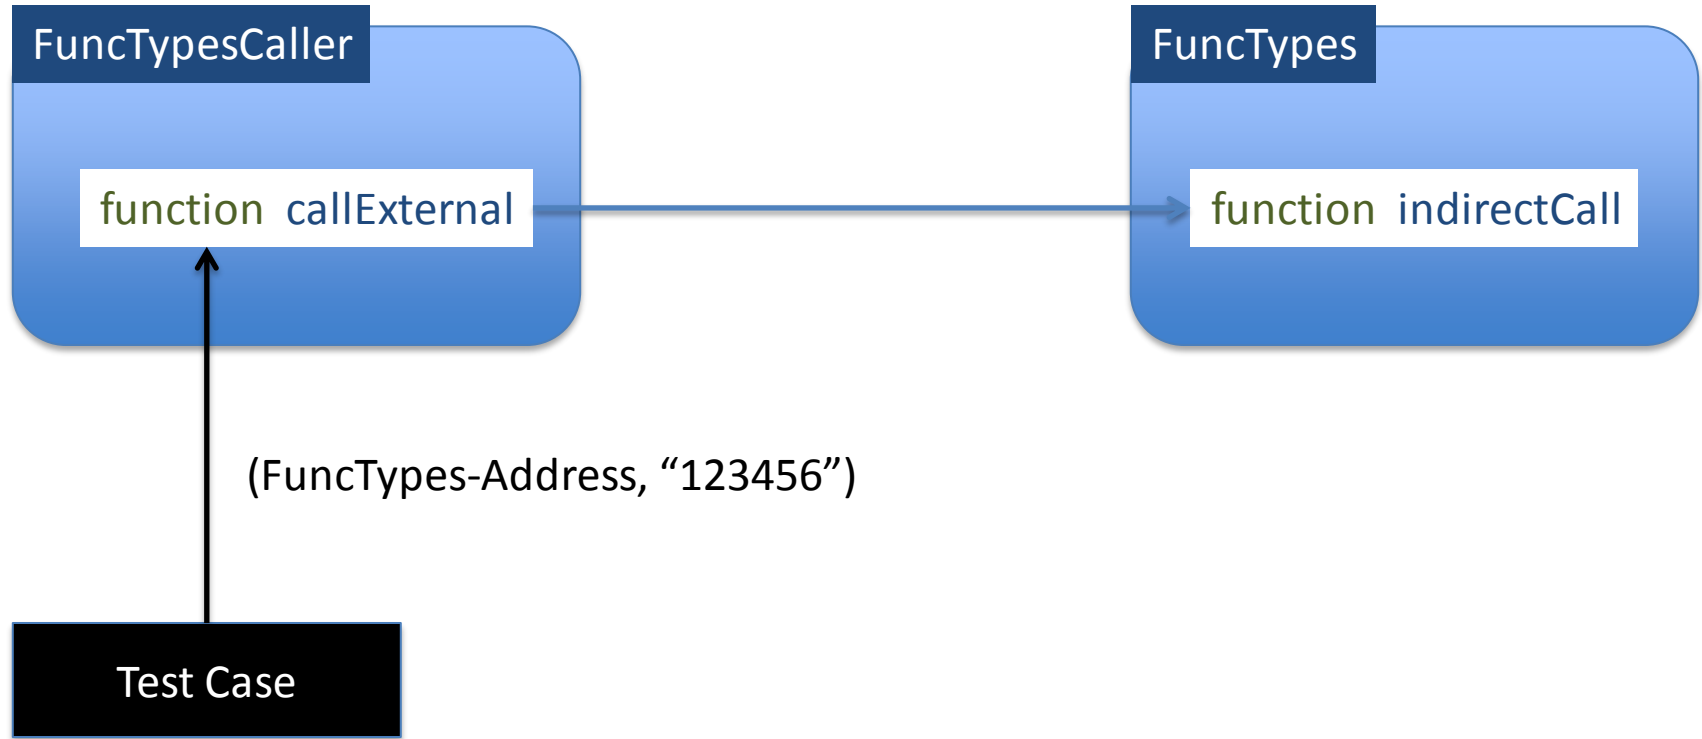 FuncTypesCaller
FuncTypes
function callExternal
function indirectCall
(FuncTypes-Address, “123456”)
Test Case